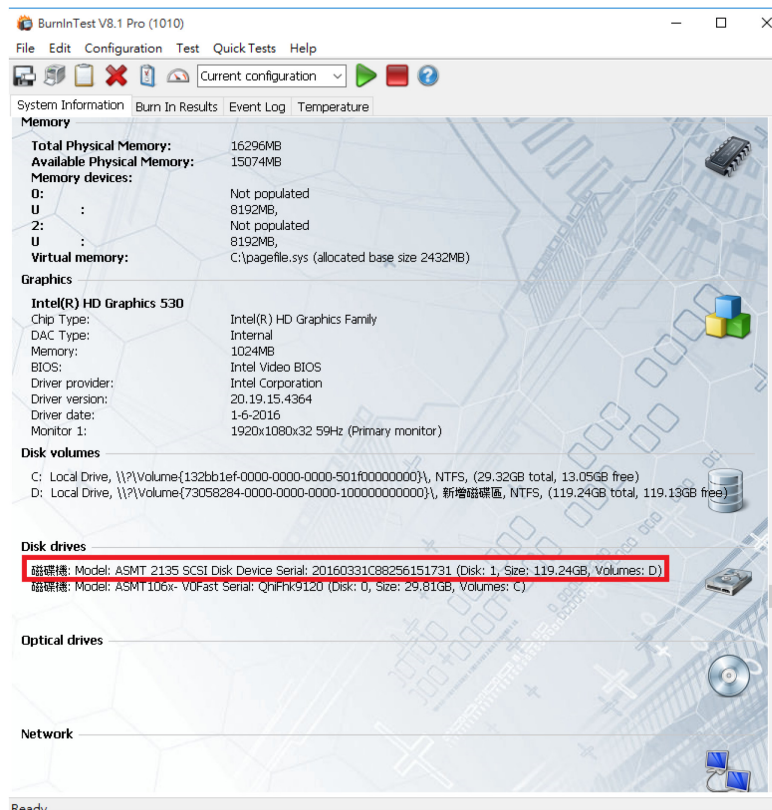 BurnInTest V8.1 Pro (1010)
File Edit Configuration Test Quick Tests Help
Current configuration
System Information Burn In Results Event Log Temperature
Memory
Total Physical Memory: 16296MB
Available Physical Memory: 15074MB
Memory devices:
0: Not populated
U : 8192MB,
2: Not populated
U : 8192MB,
Virtual memory: C:\pagefile.sys (allocated base size 2432MB)
Graphics
Intel(R) HD Graphics 530
Chip Type: Intel(R) HD Graphics Family
DAC Type: Internal
Memory: 1024MB
BIOS: Intel Video BIOS
Driver provider: Intel Corporation
Driver version: 20.19.15.4364
Driver date: 1-6-2016
Monitor 1: 1920x1080x32 59Hz (Primary monitor)
Disk volumes
C: Local Drive, \\?\Volume{132bb1ef-0000-0000-0000-501f00000000}\, NTFS, (29.32GB total, 13.05GB free)
D: Local Drive, \\?\Volume{73058284-0000-0000-0000-100000000000}\, 新增磁碟區, NTFS, (119.24GB total, 119.13GB free)
Disk drives
磁碟機: Model: ASMT 2135 SCSI Disk Device Serial: 20160331C88256151731 (Disk: 1, Size: 119.24GB, Volumes: D)
磁碟機: Model: ASMT106x- V0Fast Serial: QhiFhk9120 (Disk: 0, Size: 29.81GB, Volumes: C)
Optical drives
Network
Ready